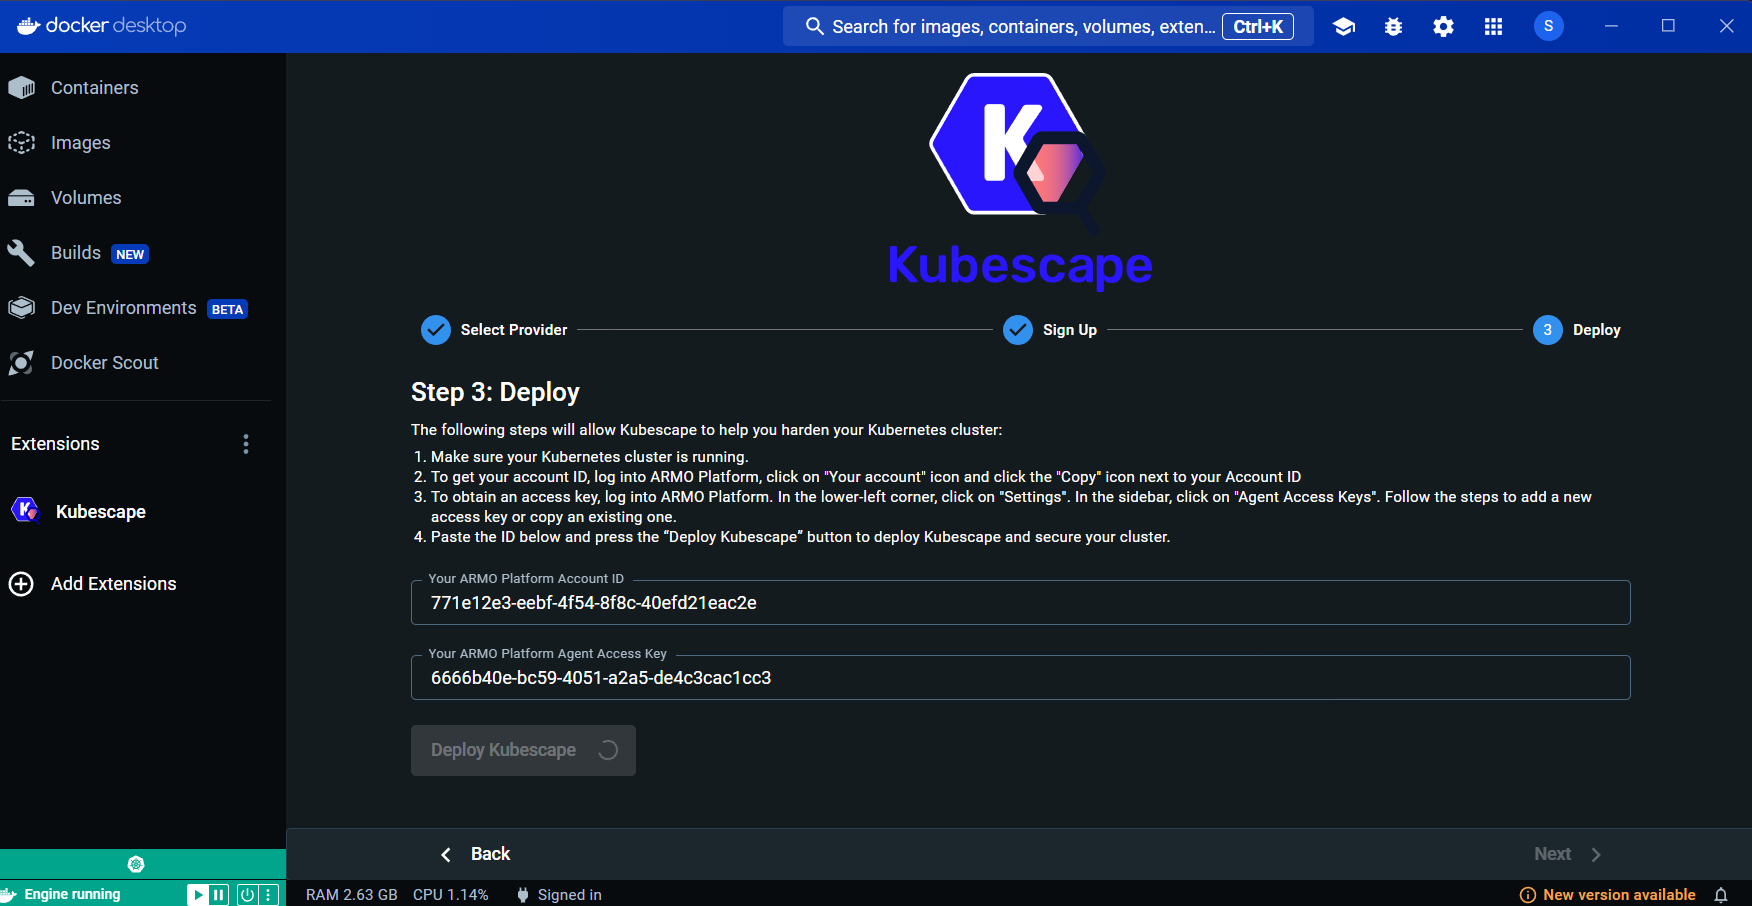 docker desktop
Search for images, containers, volumes, exten... Ctrl+K
S
Containers
Images
Volumes
Builds NEW
Dev Environments BETA
Docker Scout
Extensions
Kubescape
Add Extensions
K
Kubescape
Select Provider
Sign Up
3 Deploy
Step 3: Deploy
The following steps will allow Kubescape to help you harden your Kubernetes cluster:
1. Make sure your Kubernetes cluster is running.
2. To get your account ID, log into ARMO Platform, click on "Your account" icon and click the "Copy" icon next to your Account ID
3. To obtain an access key, log into ARMO Platform. In the lower-left corner, click on "Settings". In the sidebar, click on "Agent Access Keys". Follow the steps to add a new
access key or copy an existing one.
4. Paste the ID below and press the “Deploy Kubescape” button to deploy Kubescape and secure your cluster.
Your ARMO Platform Account ID
771e12e3-eebf-4f54-8f8c-40efd21eac2e
Your ARMO Platform Agent Access Key
6666b40e-bc59-4051-a2a5-de4c3cac1cc3
Deploy Kubescape
Back
Next
Engine running
RAM 2.63 GB CPU 1.14% Signed in
New version available